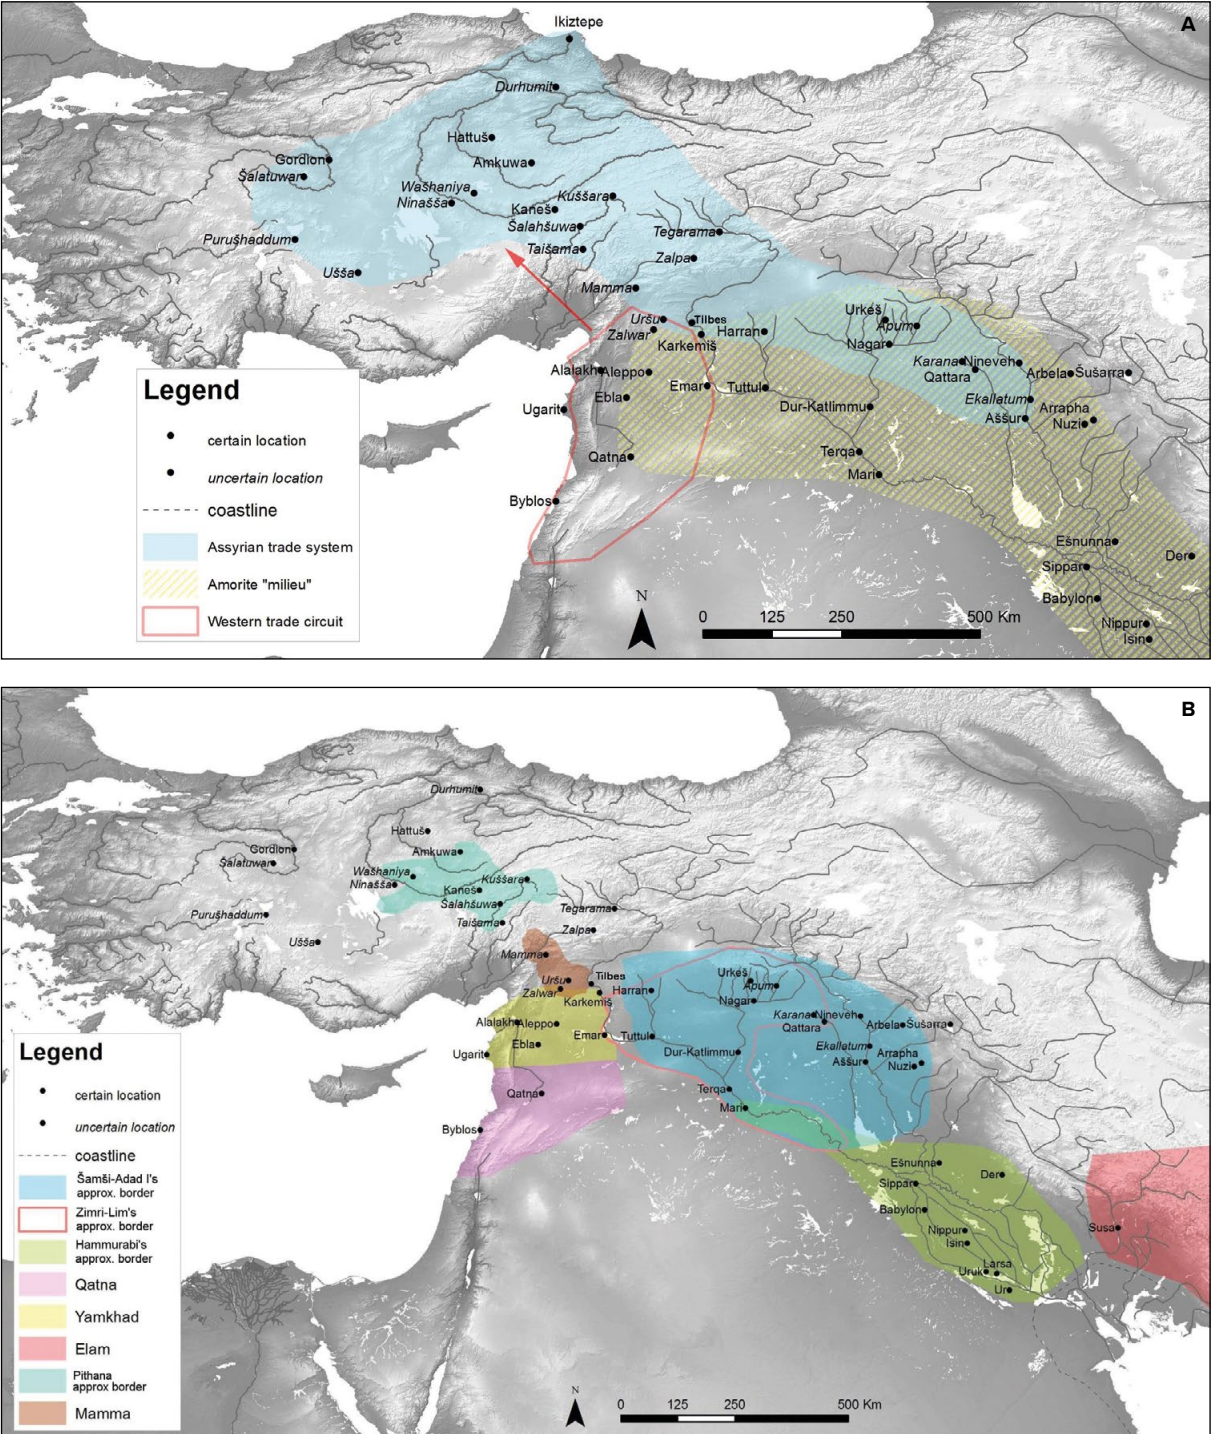 A
Ikiztepe
Durhumit
Hattuš
Amkuwa
Gordion
Šalatuwar
Wašhaniya
Ninašša
Kuššara
Kaneš
Šalahšuwa
Purušhaddum
Taišama
Tegarama
Zalpa
Ušša
Mamma
Uršu
Tilbes
Zalwar
Harran
Karkemiš
Urkeš
Apum
Nagar
Karana
Nineveh
Qattara
Arbela
Šušarra
Alalakh
Aleppo
Emar
Tuttul
Ebla
Dur-Katlimmu
Ekallatum
Ugarit
Aššur
Arrapha
Nuzi
Qatna
Terqa
Mari
Byblos
Ešnunna
Der
Sippar
Babylon
Nippur
Isin
Legend
certain location
uncertain location
coastline
Assyrian trade system
Amorite "milieu"
Western trade circuit
N
0 125 250 500 Km
B
Durhumit
Hattuš
Amkuwa
Gordion
Šalatuwar
Wašhaniya
Ninašša
Kuššara
Kaneš
Šalahšuwa
Purušhaddum
Taišama
Tegarama
Zalpa
Ušša
Mamma
Uršu
Tilbes
Zalwar
Karkemiš
Harran
Urkeš
Apum
Nagar
Karana
Nineveh
Qattara
Arbela
Šušarra
Alalakh
Aleppo
Emar
Tuttul
Ebla
Dur-Katlimmu
Ekallatum
Ugarit
Aššur
Arrapha
Nuzi
Qatna
Terqa
Mari
Byblos
Ešnunna
Der
Sippar
Babylon
Nippur
Isin
Susa
Uruk
Larsa
Ur
Legend
certain location
uncertain location
coastline
Šamši-Adad I's
approx. border
Zimri-Lim's
approx. border
Hammurabi's
approx. border
Qatna
Yamkhad
Elam
Pithana
approx border
Mamma
N
0 125 250 500 Km